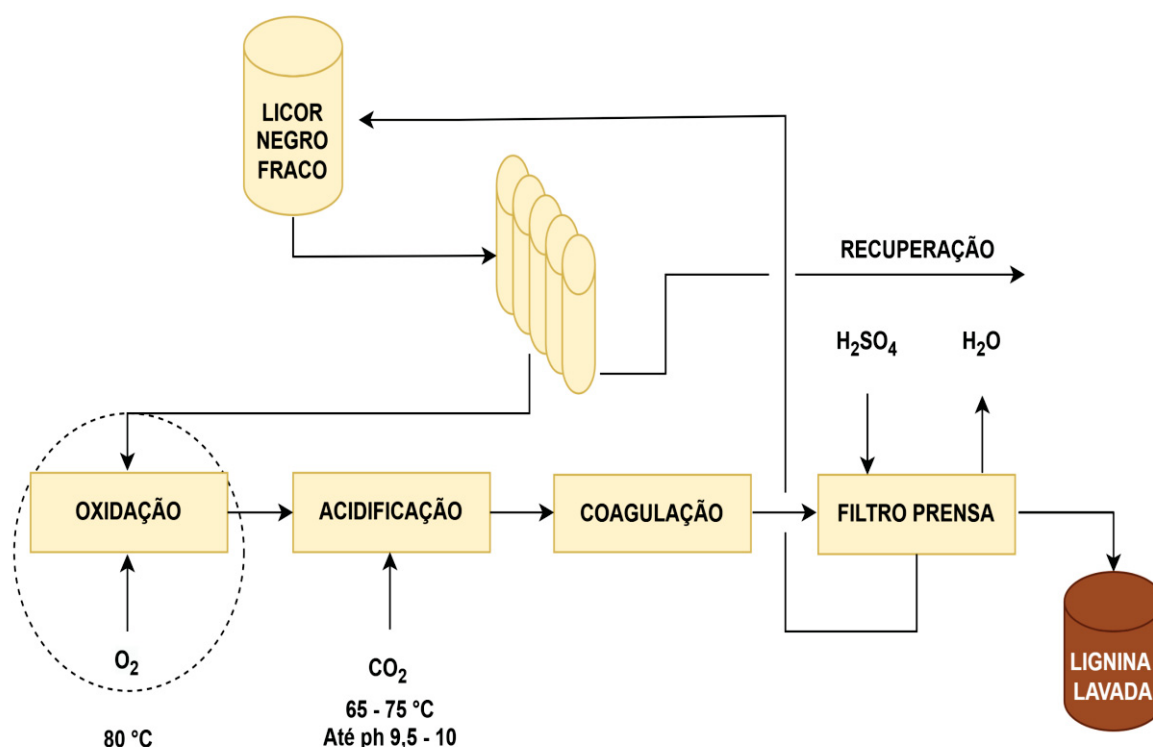 LICOR
NEGRO
FRACO
RECUPERAÇÃO
H₂SO₄
H₂O
OXIDAÇÃO
ACIDIFICAÇÃO
COAGULAÇÃO
FILTRO PRENSA
O₂
80 °C
CO₂
65 - 75 °C
Até ph 9,5 - 10
LIGNINA
LAVADA